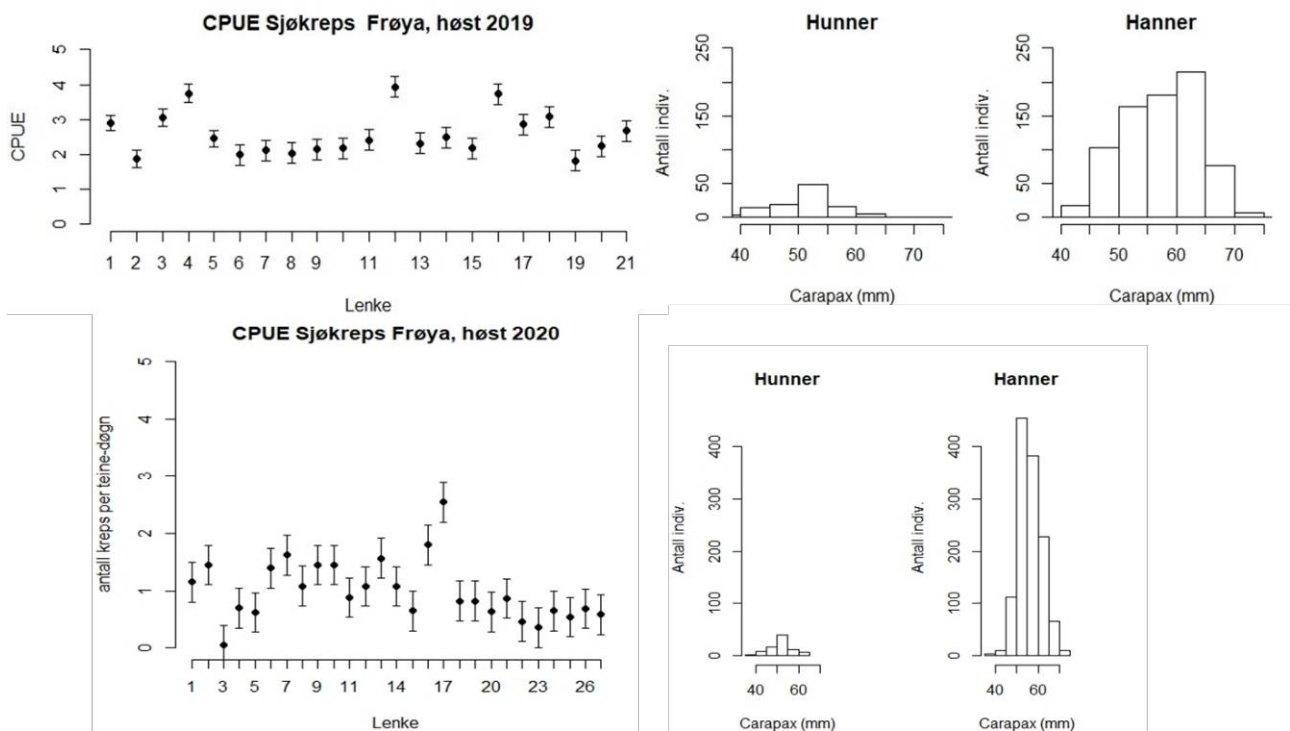 CPUE Sjøkreps Frøya, høst 2019
CPUE
5
4
3
2
1
0
1 2 3 4 5 6 7 8 9 11 13 15 17 19 21
Lenke
Hunner
Antall indiv.
250
150
50
0
40 50 60 70
Carapax (mm)
Hanner
Antall indiv.
250
150
50
0
40 50 60 70
Carapax (mm)
CPUE Sjøkreps Frøya, høst 2020
antall kreps per teine-døgn
5
4
3
2
1
0
1 3 5 7 9 11 14 17 20 23 26
Lenke
Hunner
Antall indiv.
400
300
200
100
0
40 60
Carapax (mm)
Hanner
Antall indiv.
400
300
200
100
0
40 60
Carapax (mm)